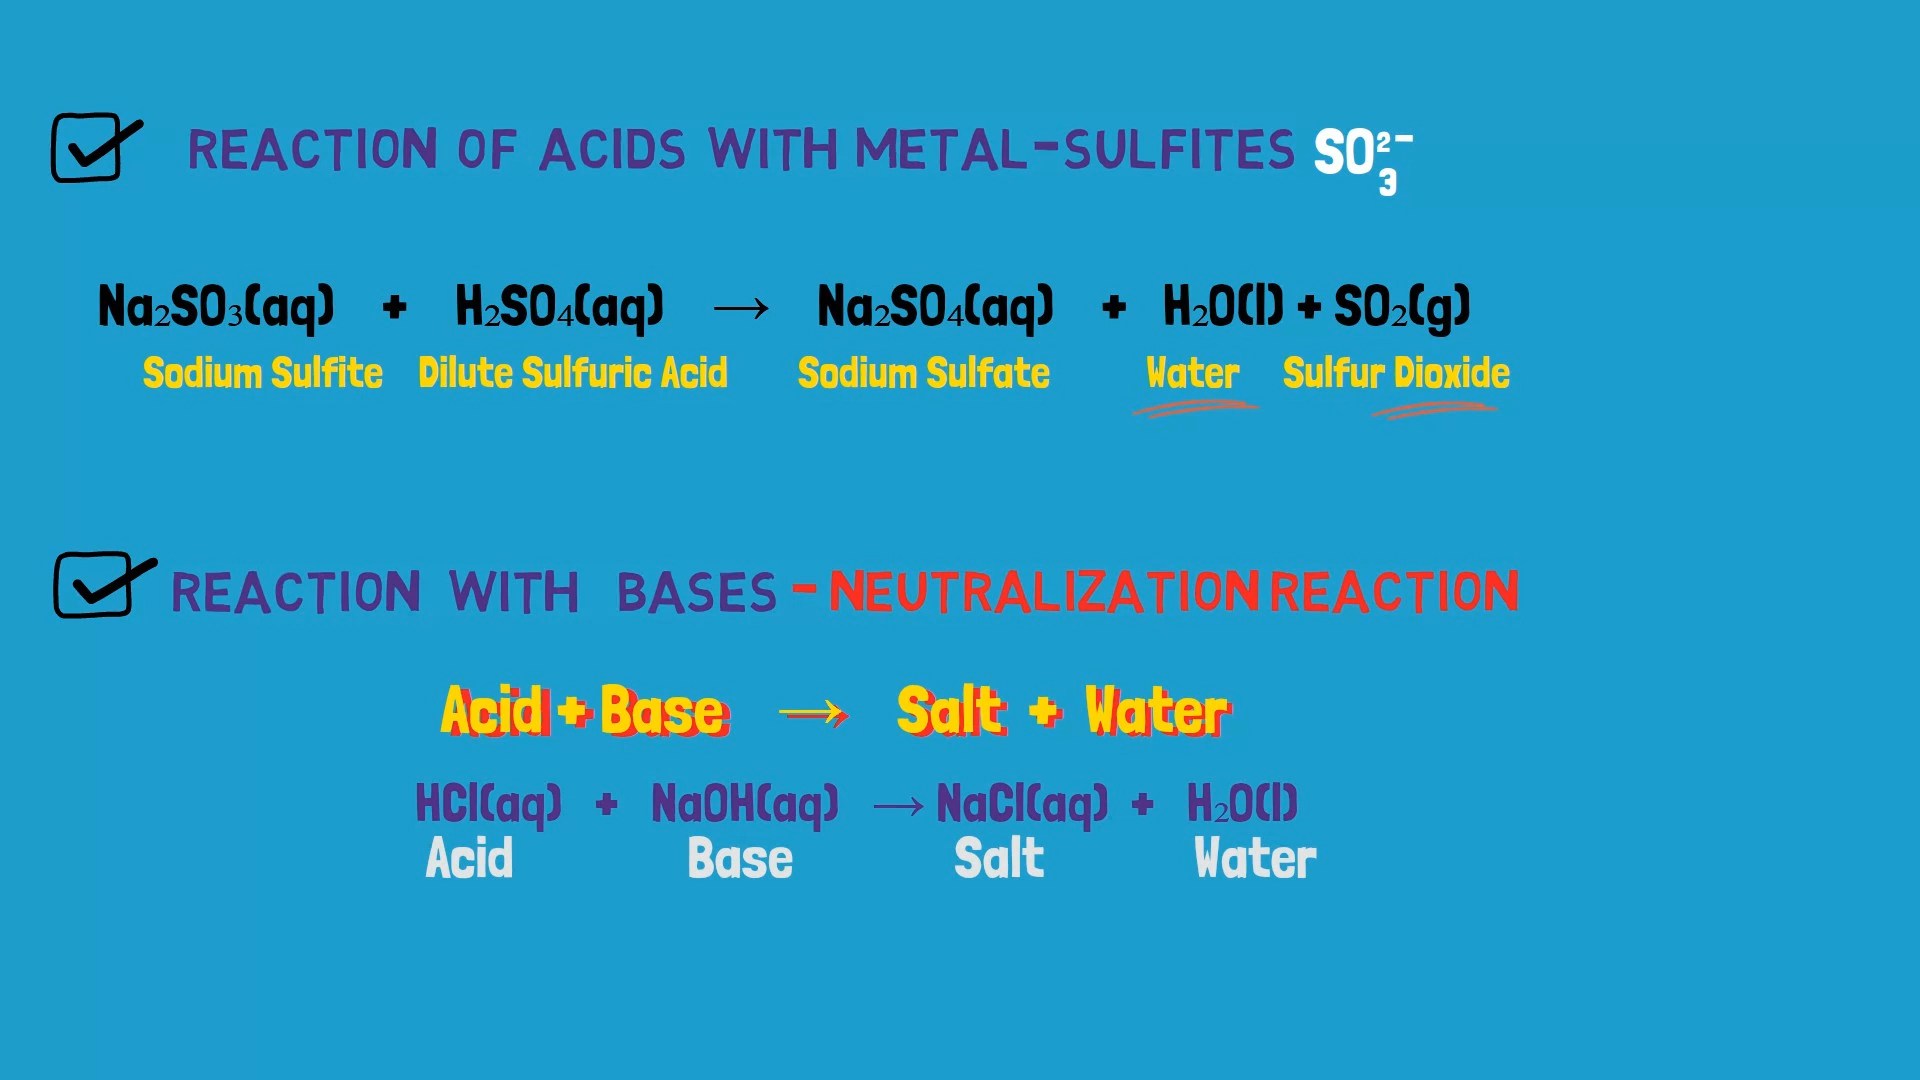 REACTION OF ACIDS WITH METAL-SULFITES SO₃²⁻
Na₂SO₃(aq) + H₂SO₄(aq) → Na₂SO₄(aq) + H₂O(l) + SO₂(g)
Sodium Sulfite Dilute Sulfuric Acid Sodium Sulfate Water Sulfur Dioxide
REACTION WITH BASES - NEUTRALIZATION REACTION
Acid + Base → Salt + Water
HCl(aq) + NaOH(aq) → NaCl(aq) + H₂O(l)
Acid Base Salt Water